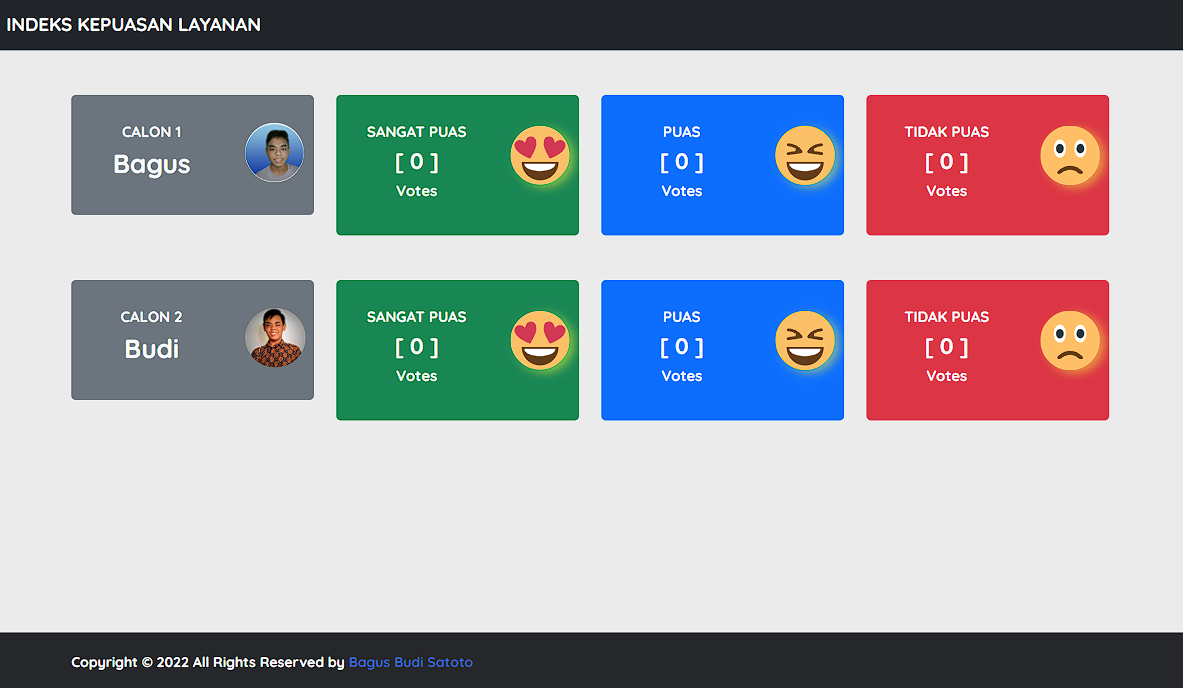 INDEKS KEPUASAN LAYANAN
CALON 1
Bagus
SANGAT PUAS
[ 0 ]
Votes
PUAS
[ 0 ]
Votes
TIDAK PUAS
[ 0 ]
Votes
CALON 2
Budi
SANGAT PUAS
[ 0 ]
Votes
PUAS
[ 0 ]
Votes
TIDAK PUAS
[ 0 ]
Votes
Copyright © 2022 All Rights Reserved by Bagus Budi Satoto